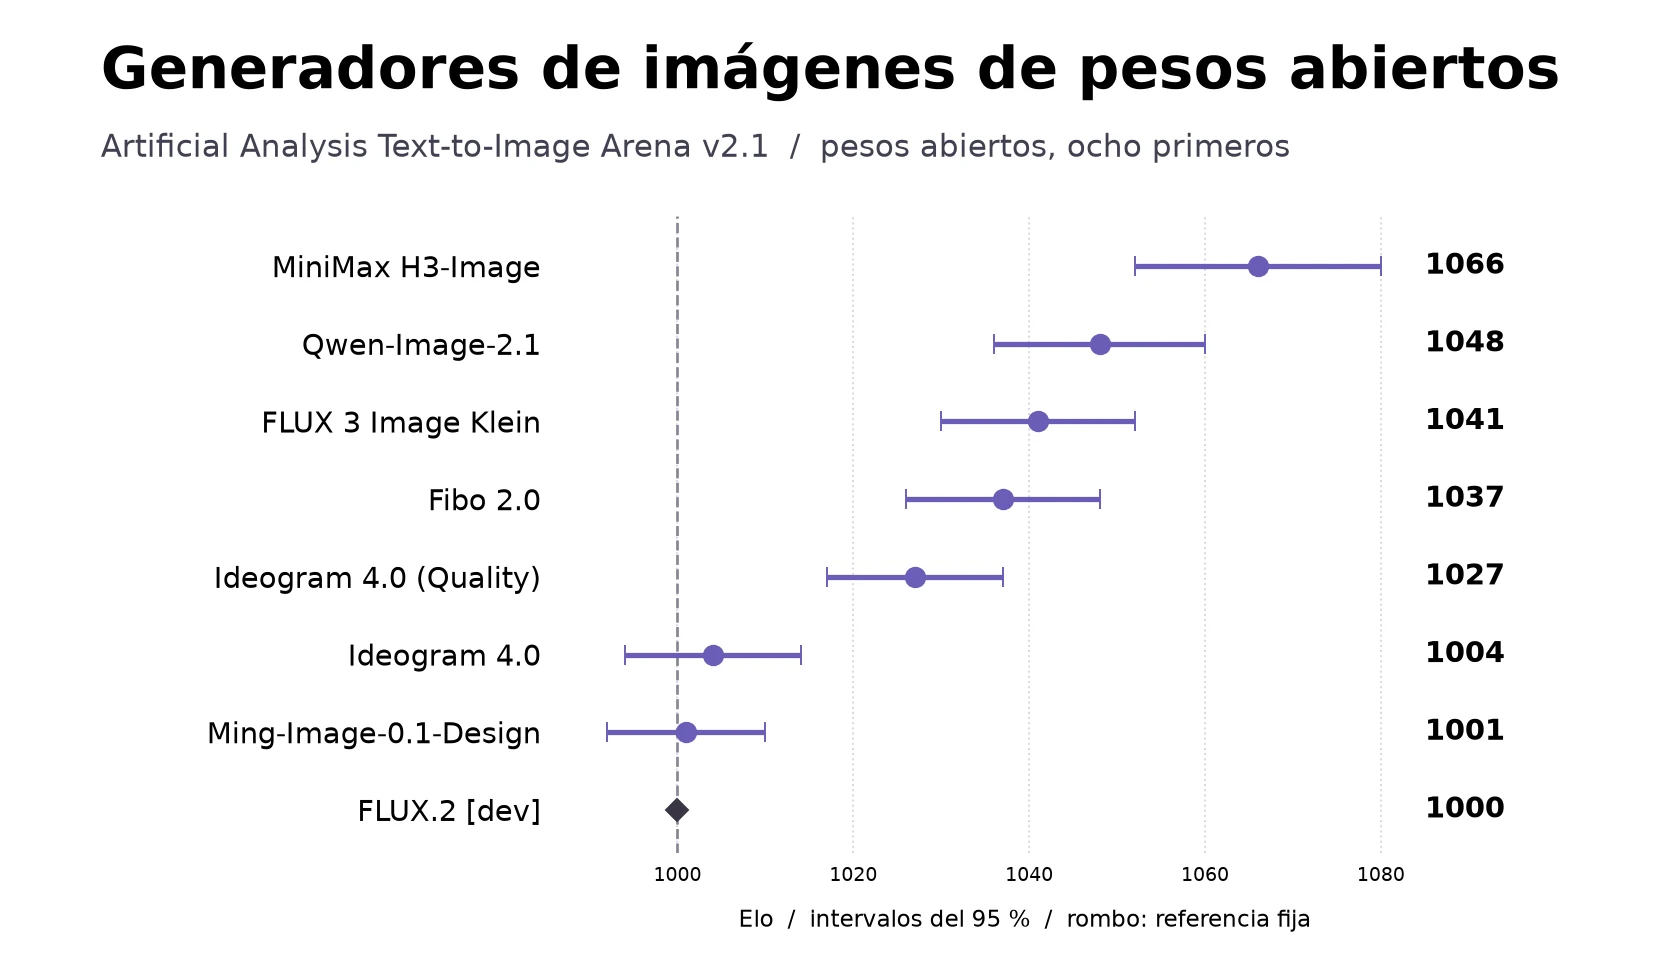 Generadores de imágenes de pesos abiertos
Artificial Analysis Text-to-Image Arena v2.1 / pesos abiertos, ocho primeros
MiniMax H3-Image 1066
Qwen-Image-2.1 1048
FLUX 3 Image Klein 1041
Fibo 2.0 1037
Ideogram 4.0 (Quality) 1027
Ideogram 4.0 1004
Ming-Image-0.1-Design 1001
FLUX.2 [dev] 1000
1000 1020 1040 1060 1080
Elo / intervalos del 95 % / rombo: referencia fija